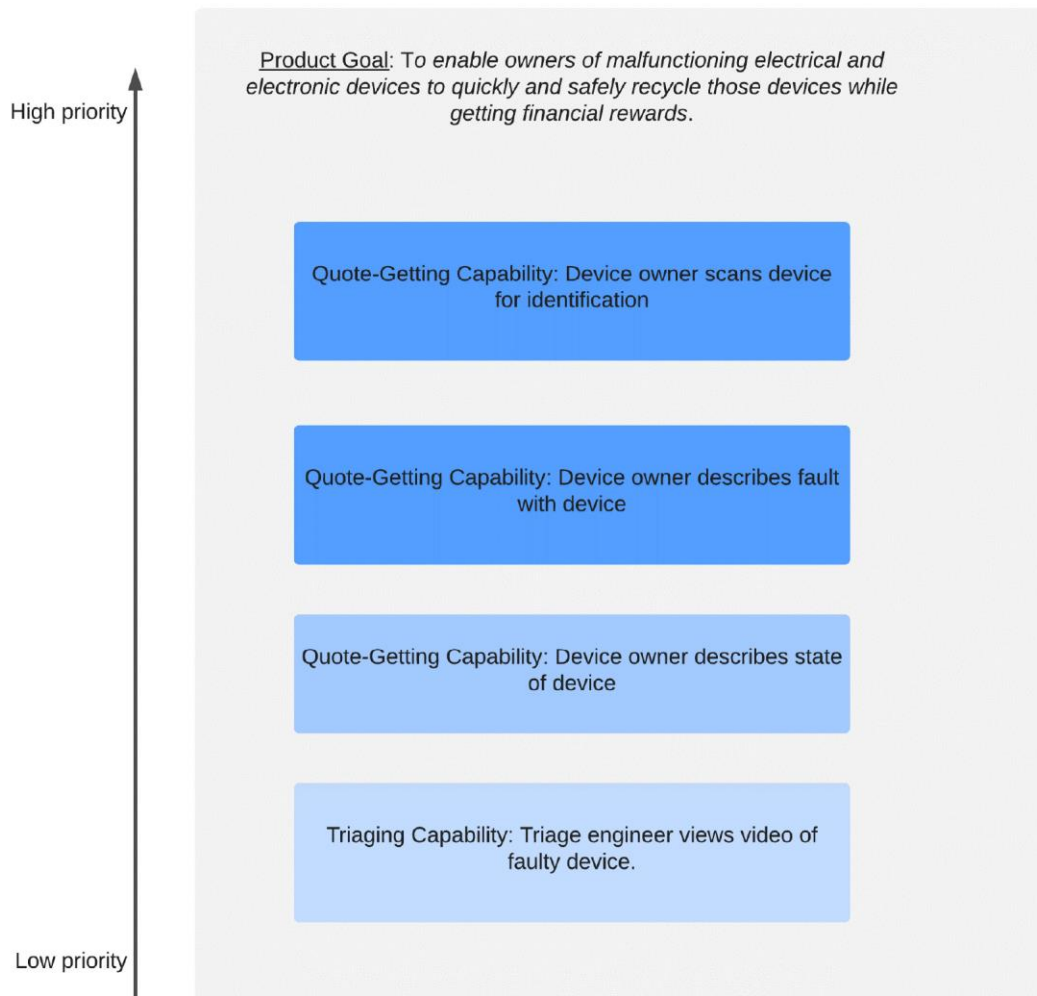 Product Goal: To enable owners of malfunctioning electrical and
electronic devices to quickly and safely recycle those devices while
getting financial rewards.
High priority
Quote-Getting Capability: Device owner scans device
for identification
Quote-Getting Capability: Device owner describes fault
with device
Quote-Getting Capability: Device owner describes state
of device
Triaging Capability: Triage engineer views video of
faulty device.
Low priority